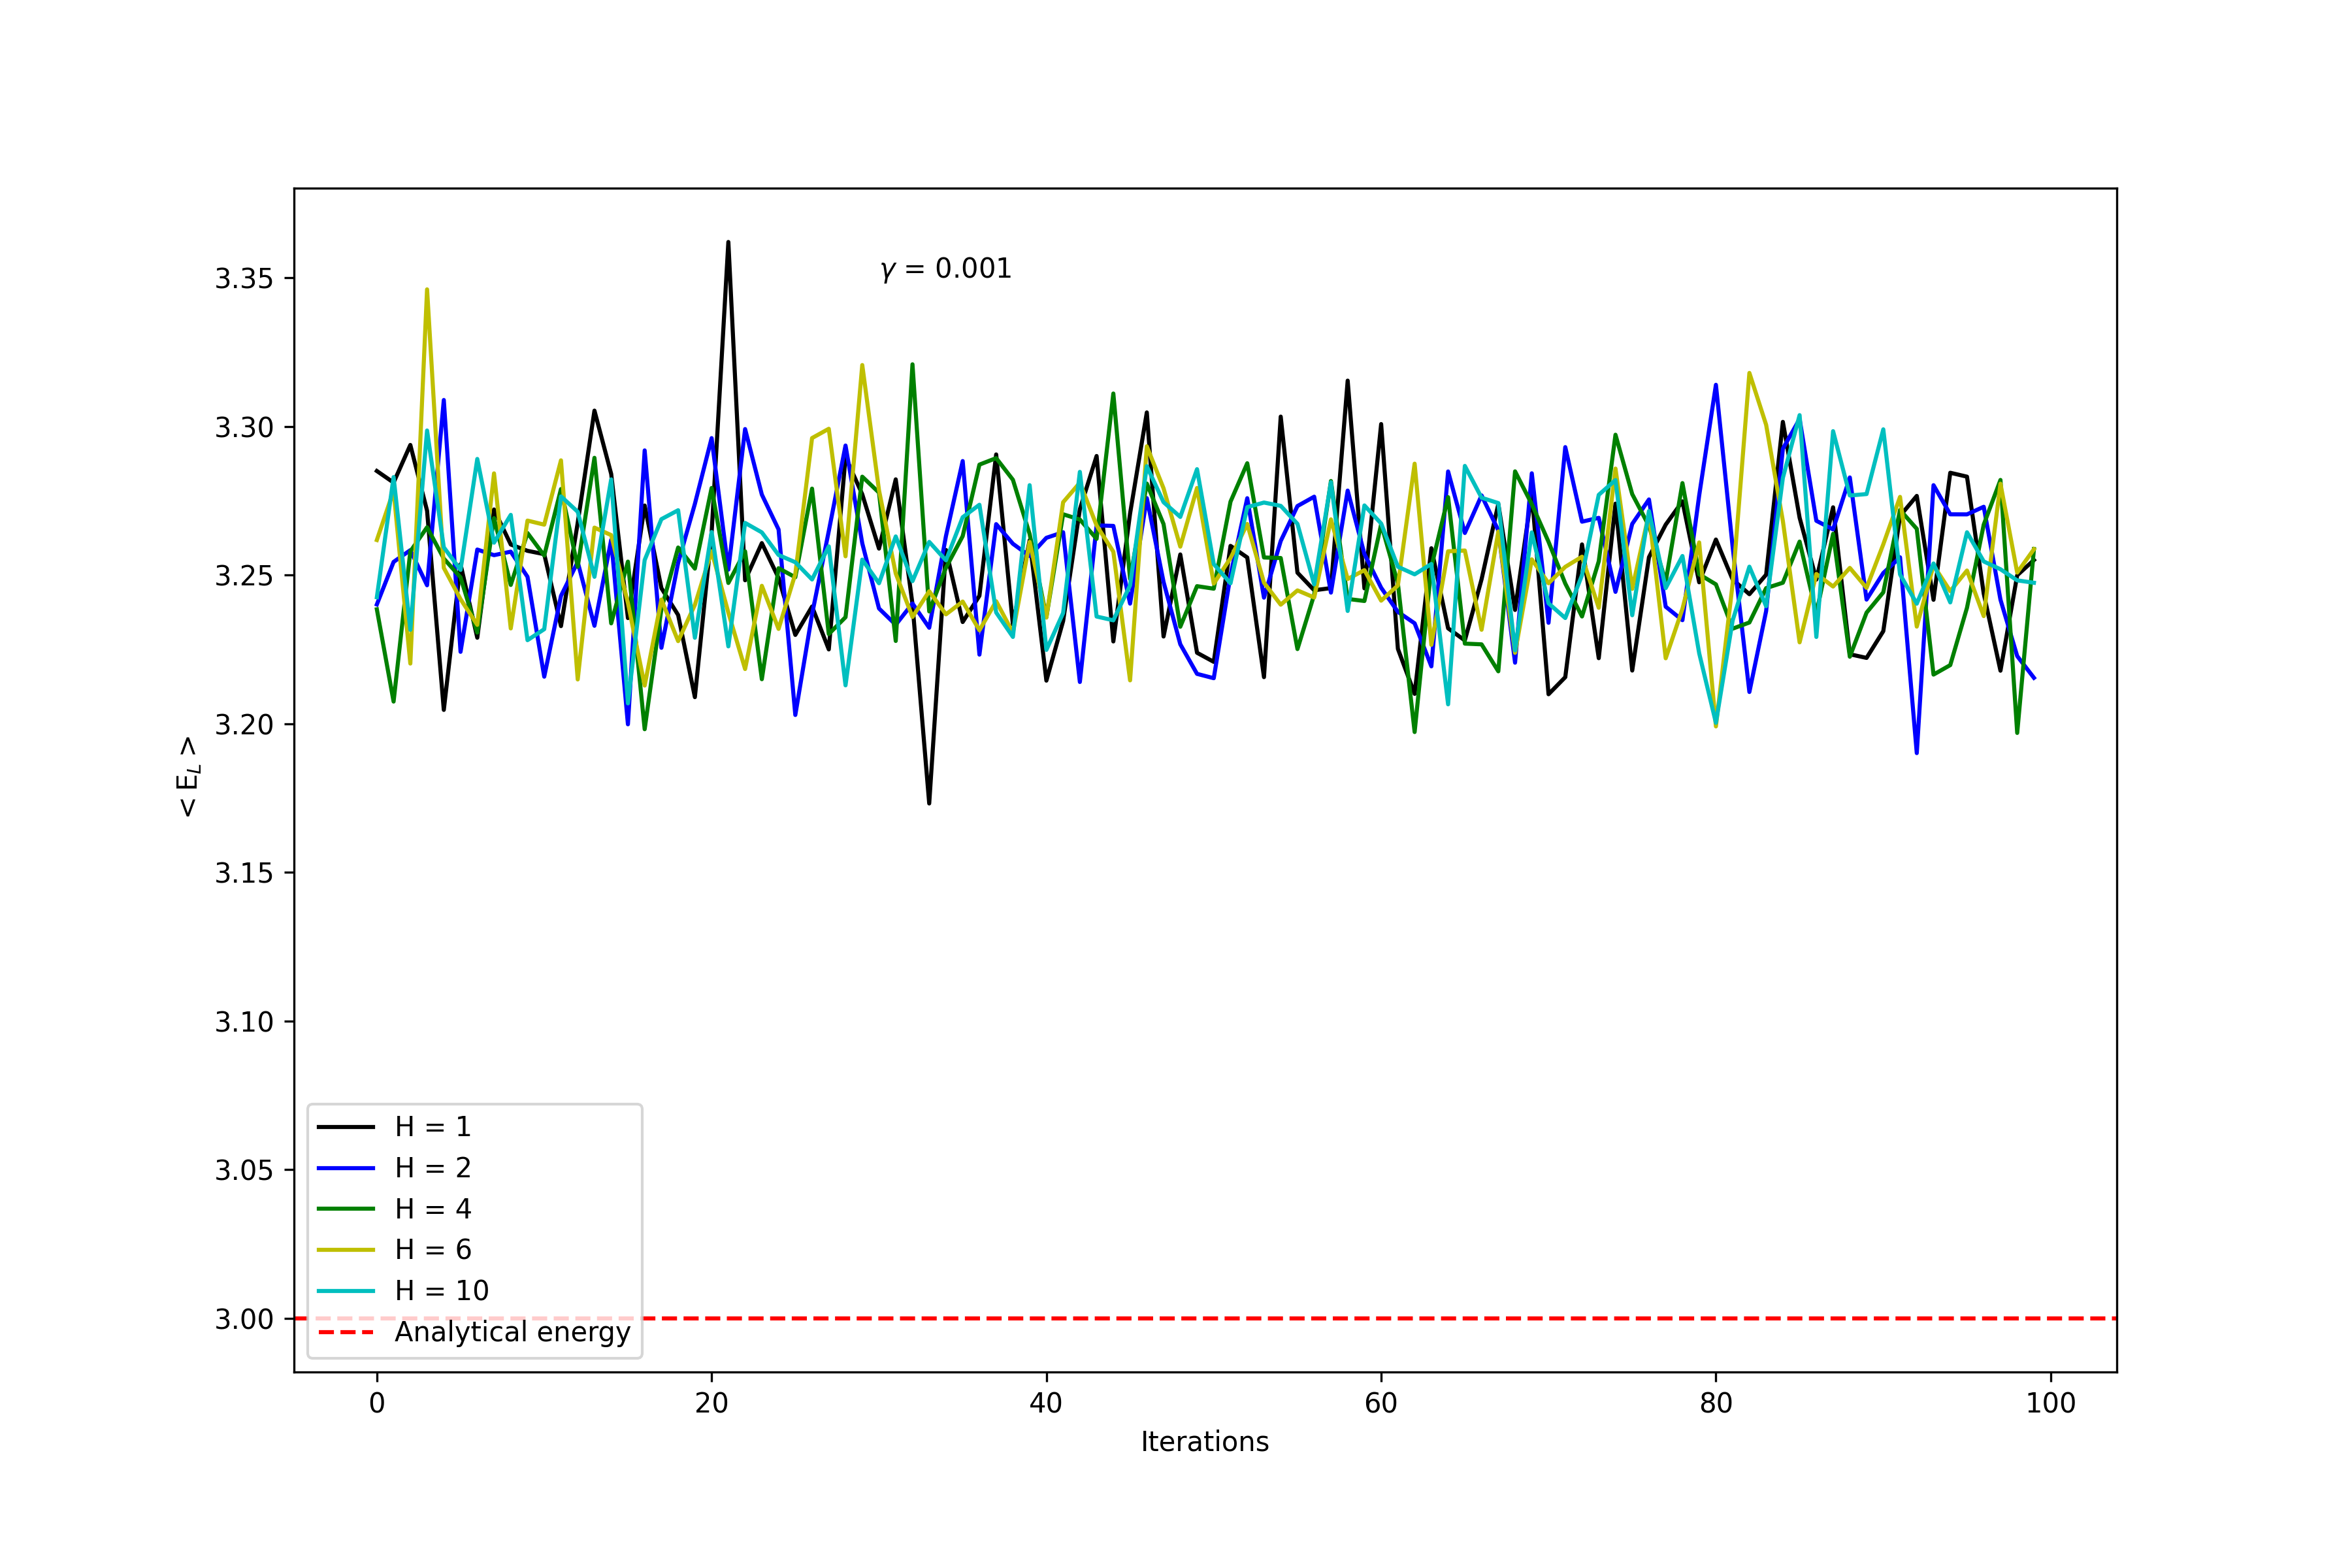 γ = 0.001
3.35
3.30
3.25
3.20
3.15
3.10
3.05
3.00
< E_L >
H = 1
H = 2
H = 4
H = 6
H = 10
Analytical energy
0 20 40 60 80 100
Iterations